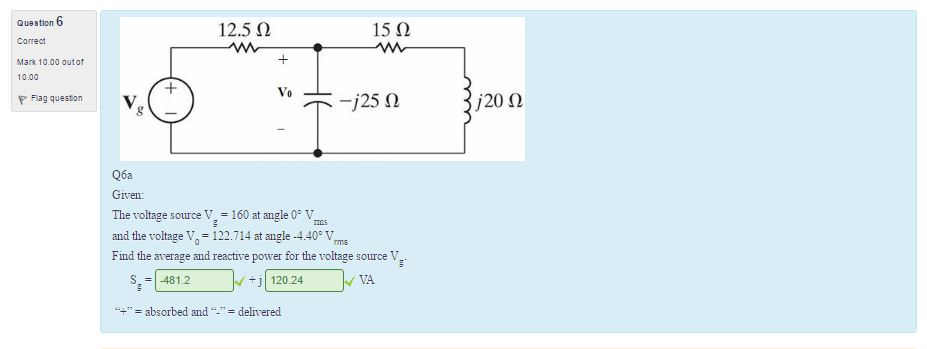 Question 6
Correct
Mark 10.00 out of
10.00
Flag question
12.5 Ω
15 Ω
+
Vo
−
+
−
Vg
−j25 Ω
j20 Ω
Q6a
Given:
The voltage source Vg = 160 at angle 0° Vrms
and the voltage Vo = 122.714 at angle -4.40° Vrms
Find the average and reactive power for the voltage source Vg.
Sg = -481.2 + j 120.24 VA
“+” = absorbed and “-” = delivered